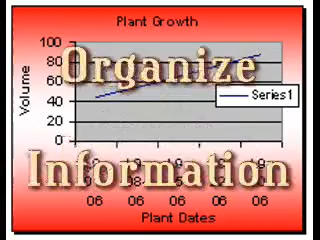 Plant Growth
100
80
60
40
20
0
Volume
Series1
Organize
Information
06 06 06 06 06
Plant Dates